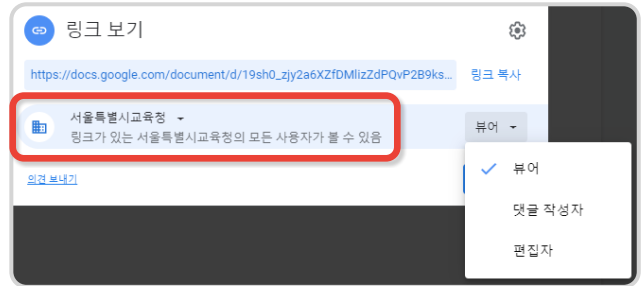 링크 보기
https://docs.google.com/document/d/19sh0_zjy2a6XZfDMlizZdPQvP2B9ks...
링크 복사
서울특별시교육청
링크가 있는 서울특별시교육청의 모든 사용자가 볼 수 있음
뷰어
의견 보내기
뷰어
댓글 작성자
편집자